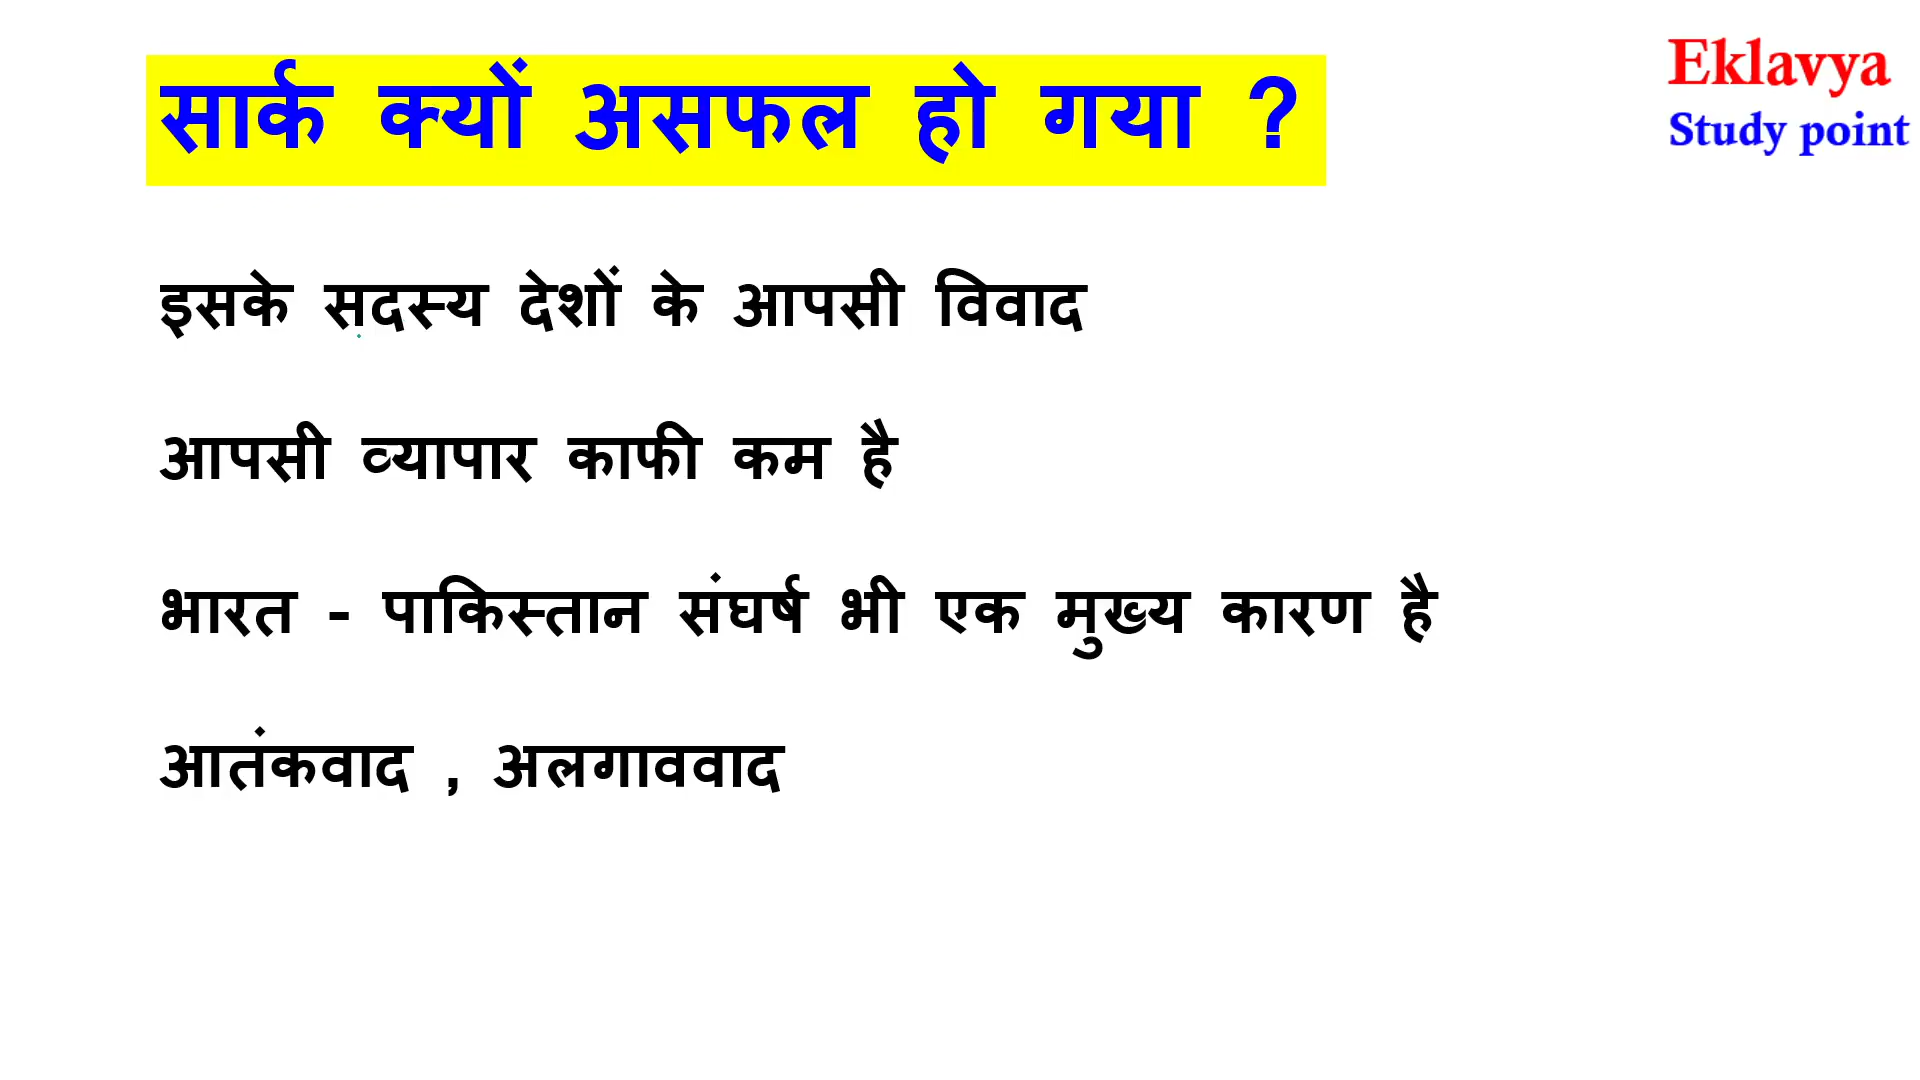 सार्क क्यों असफल हो गया ?
Eklavya
Study point
इसके सदस्य देशों के आपसी विवाद
आपसी व्यापार काफी कम है
भारत - पाकिस्तान संघर्ष भी एक मुख्य कारण है
आतंकवाद , अलगाववाद